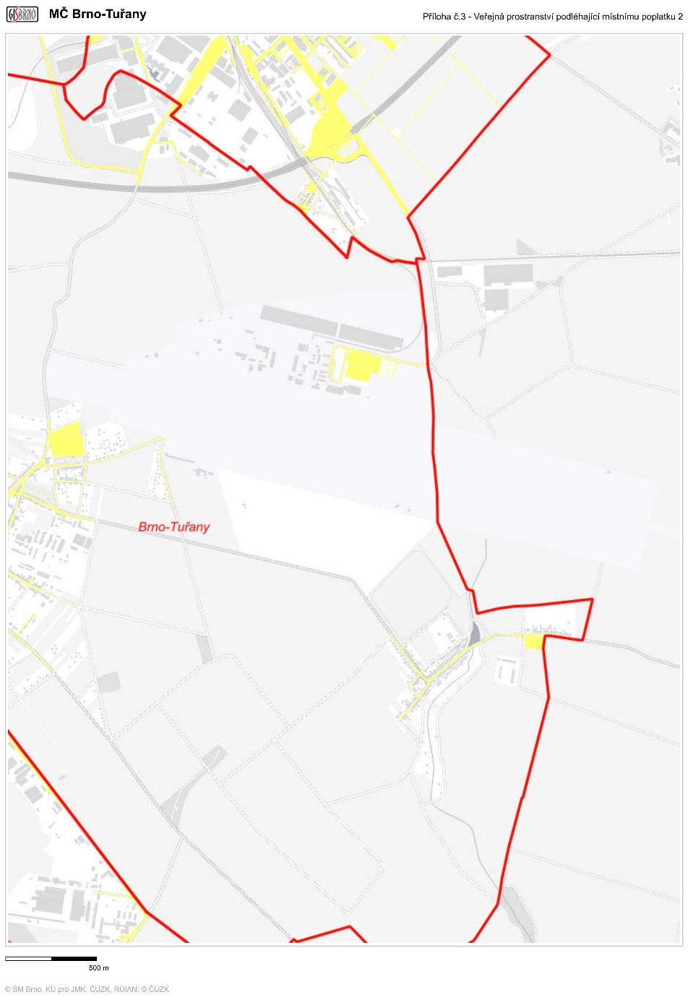 GISBRNO
MČ Brno-Tuřany
Příloha č.3 - Veřejná prostranství podléhající místnímu poplatku 2
Brno-Tuřany
500 m
© SM Brno, KÚ pro JMK, ČÚZK, RÚIAN: © ČÚZK